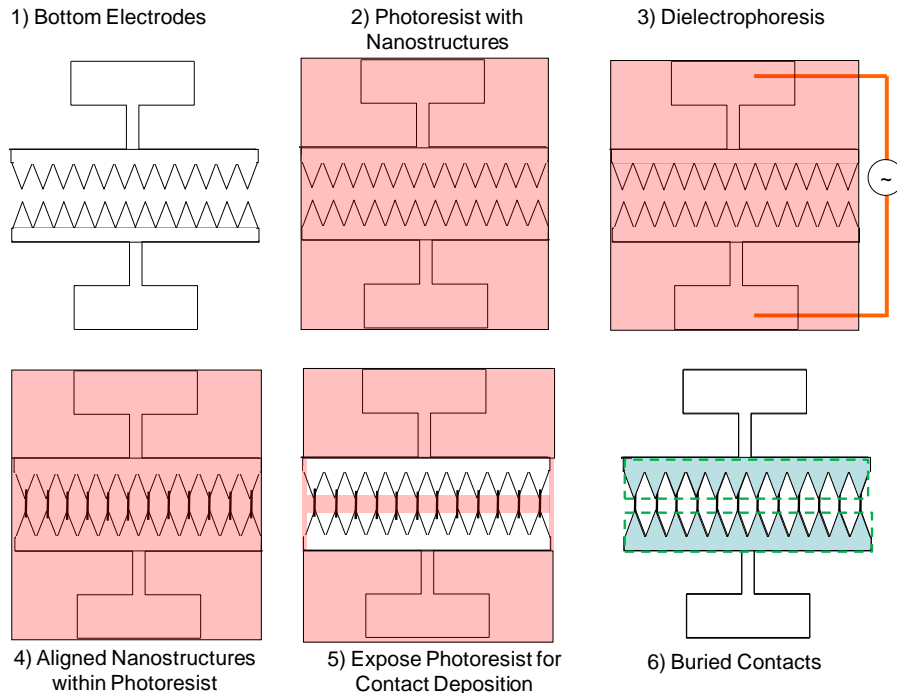 1) Bottom Electrodes
2) Photoresist with
Nanostructures
3) Dielectrophoresis
~
4) Aligned Nanostructures
within Photoresist
5) Expose Photoresist for
Contact Deposition
6) Buried Contacts